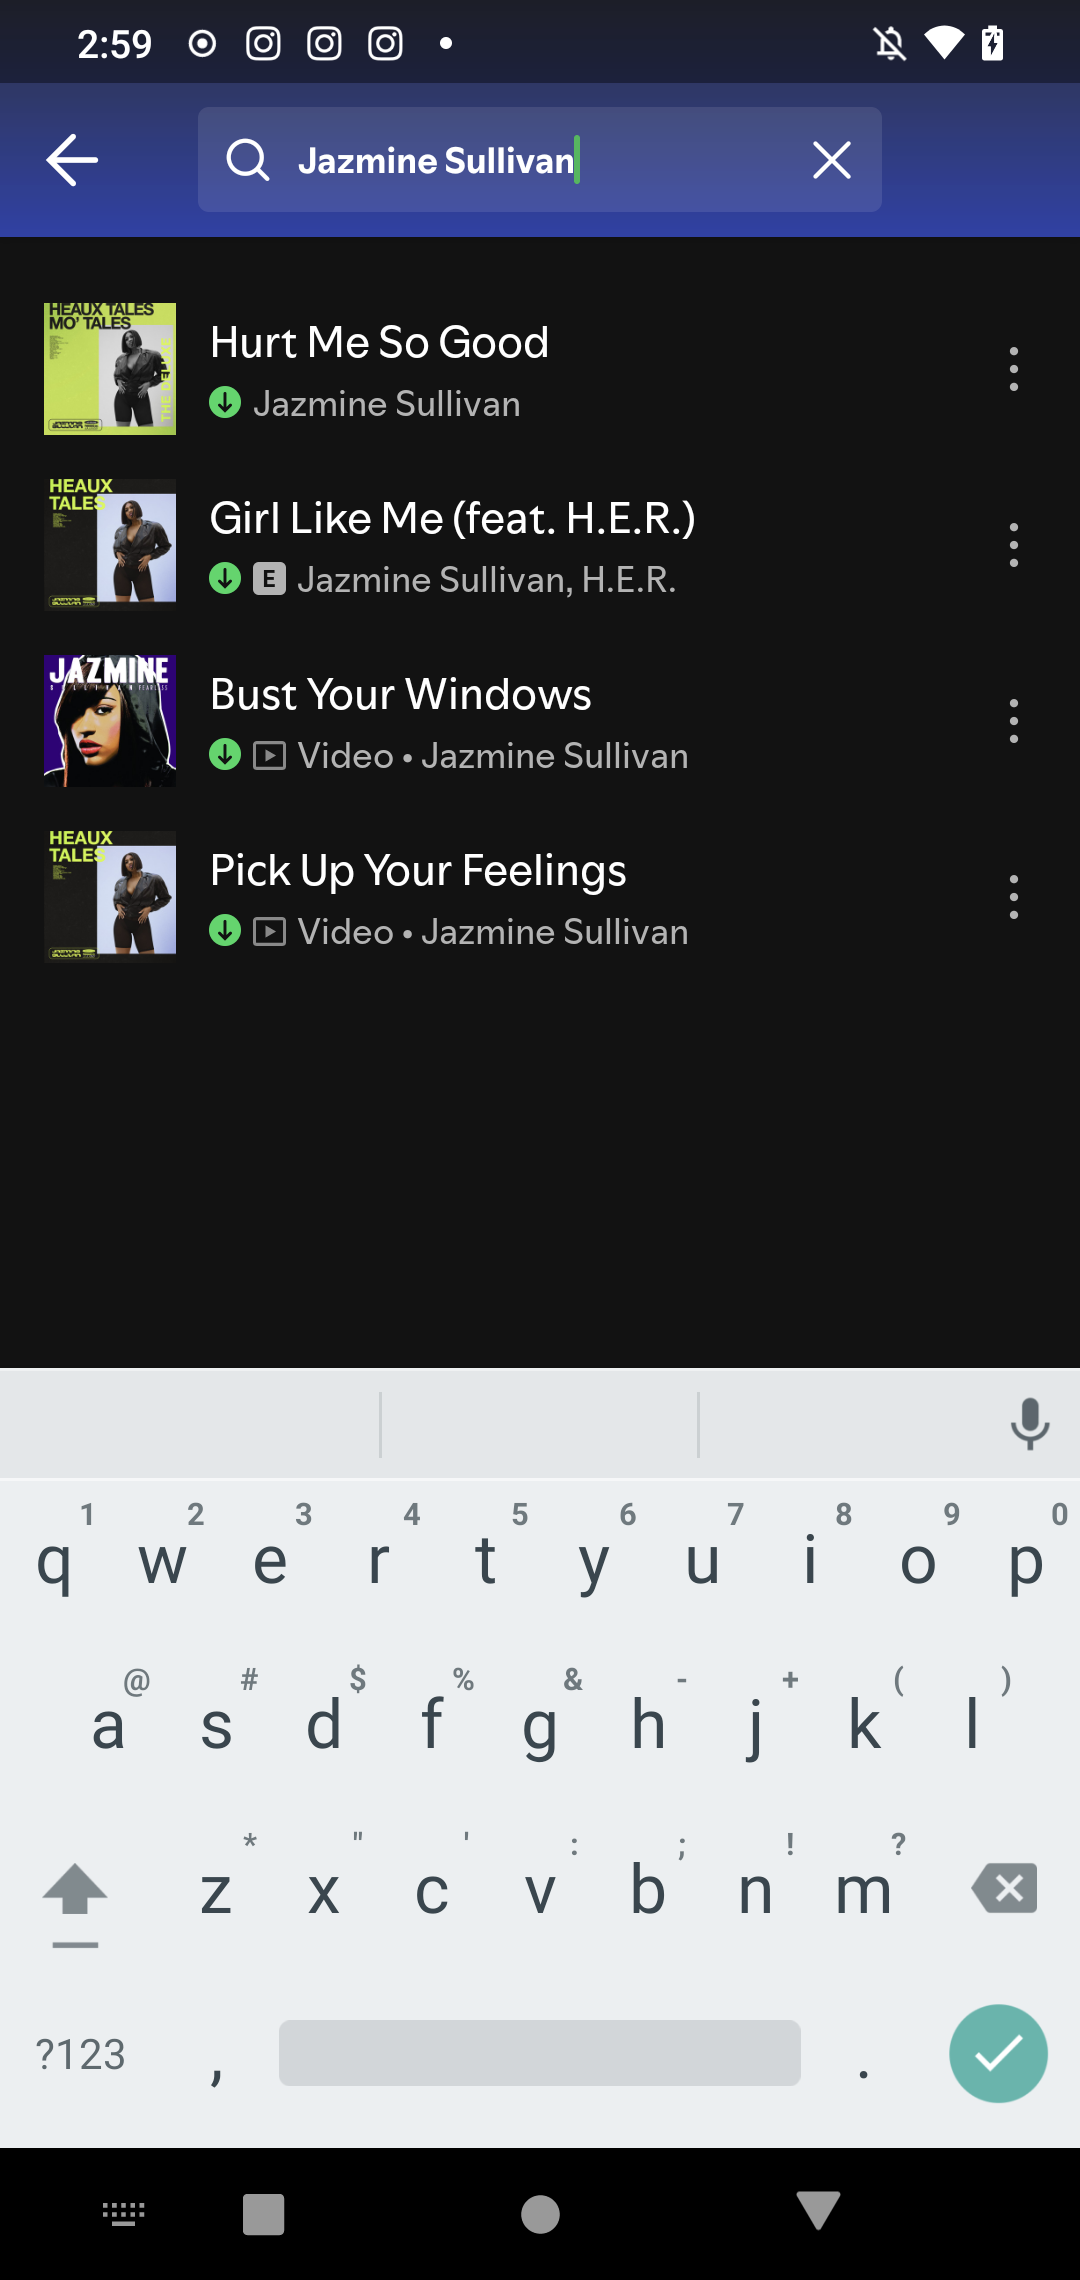 2:59
Jazmine Sullivan
HEAUX TALES
MO' TALES
THE DELUXE
Hurt Me So Good
Jazmine Sullivan
HEAUX
TALES
Girl Like Me (feat. H.E.R.)
E Jazmine Sullivan, H.E.R.
JAZMINE
SULLIVAN FEARLESS
Bust Your Windows
Video • Jazmine Sullivan
HEAUX
TALES
Pick Up Your Feelings
Video • Jazmine Sullivan
1 2 3 4 5 6 7 8 9 0
q w e r t y u i o p
@ # $ % & - + ( )
a s d f g h j k l
* " ' : ; ! ?
z x c v b n m
?123 , .